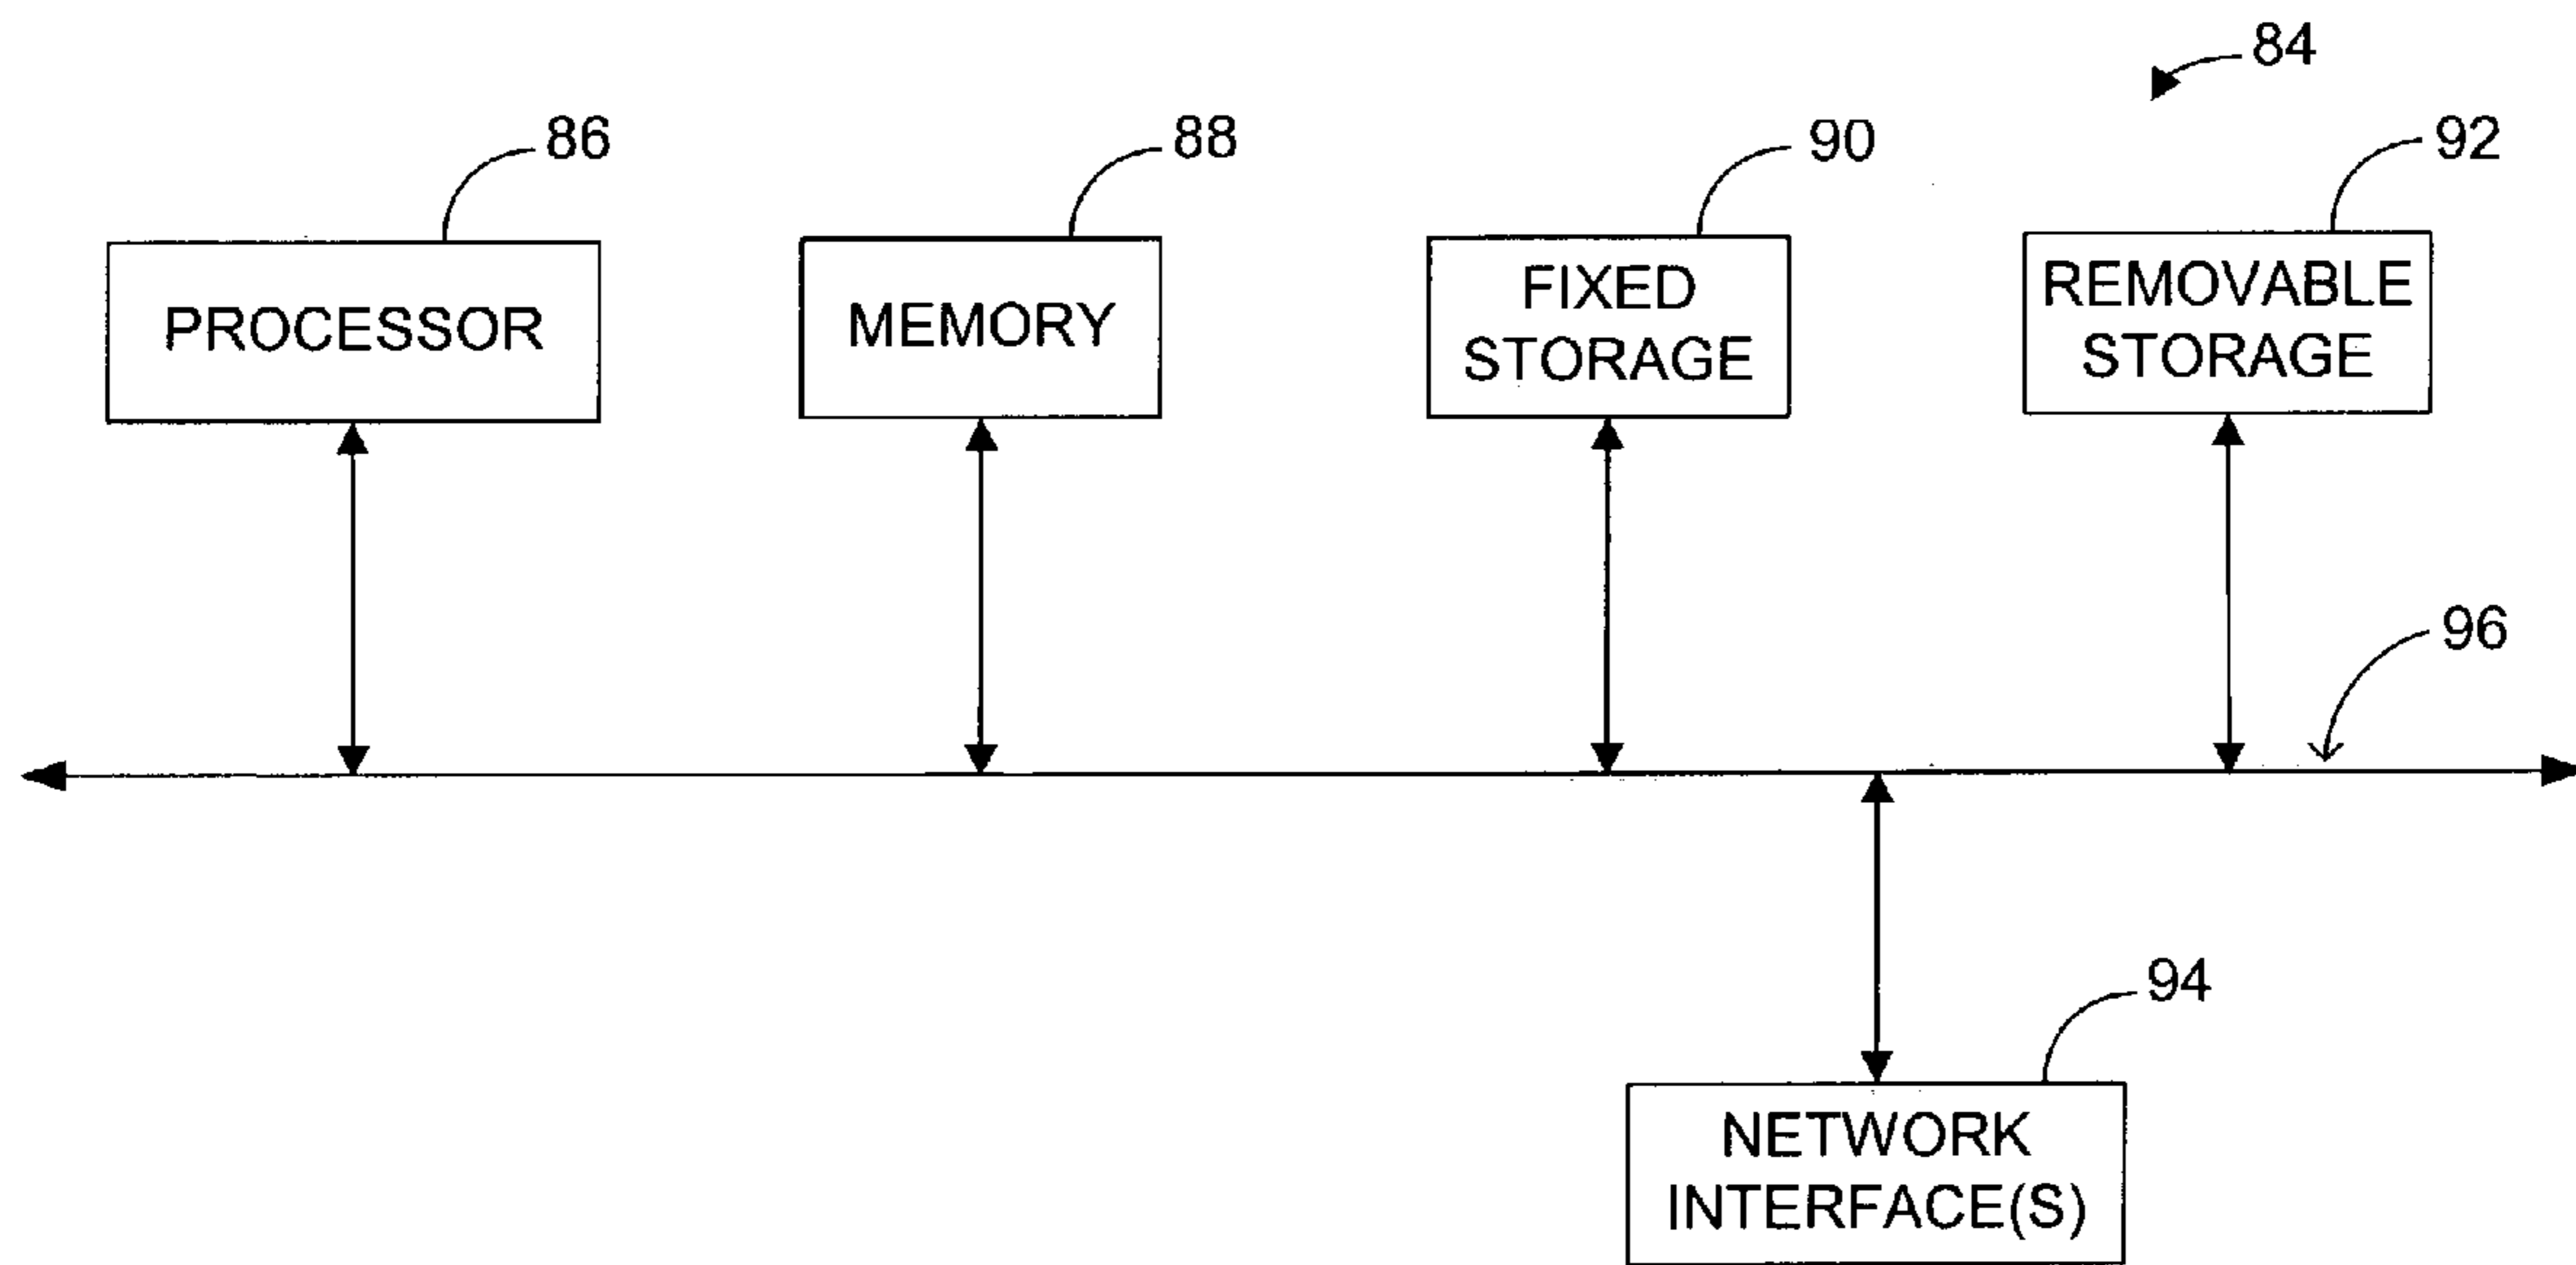 84
86
88
90
92
PROCESSOR
MEMORY
FIXED
STORAGE
REMOVABLE
STORAGE
96
94
NETWORK
INTERFACE(S)